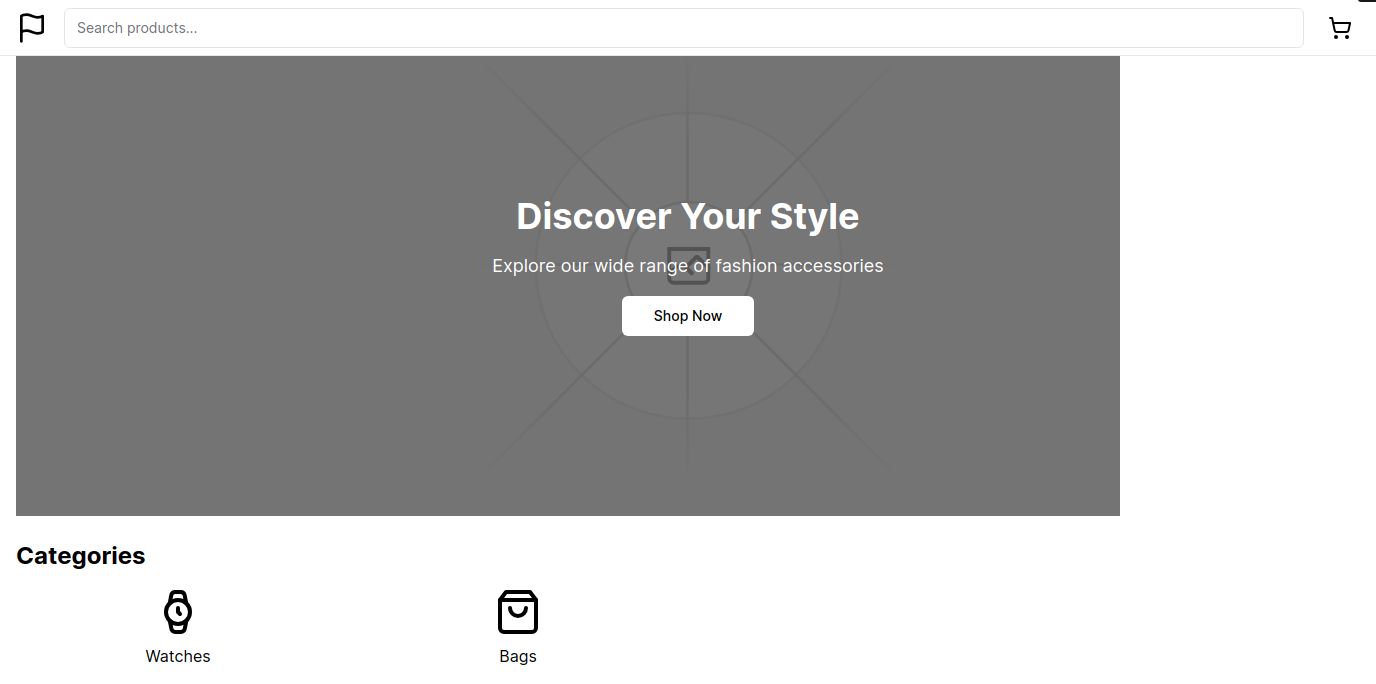 Search products...
Discover Your Style
Explore our wide range of fashion accessories
Shop Now
Categories
Watches
Bags